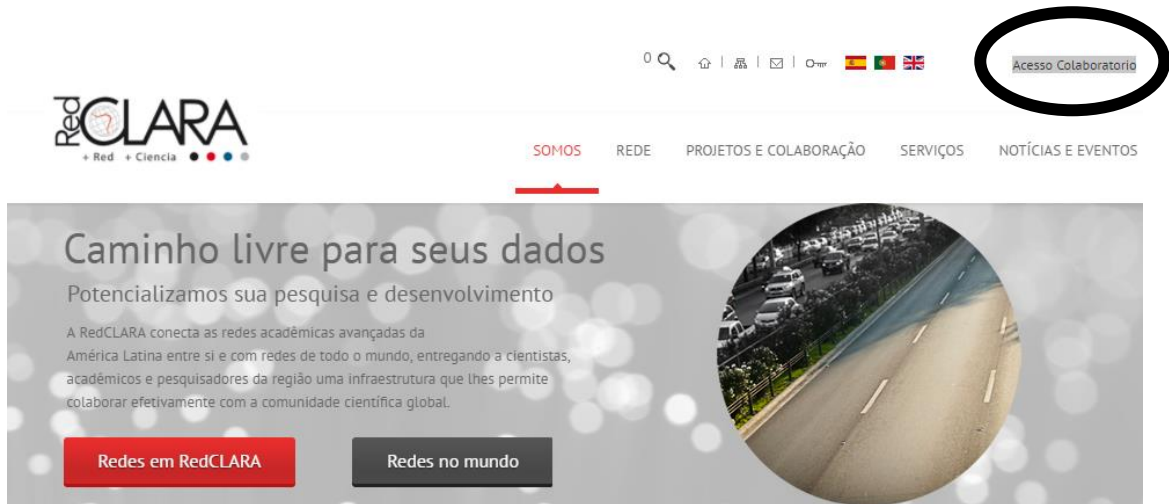 0
Acesso Colaboratorio
RedCLARA
+ Red + Ciencia
SOMOS REDE PROJETOS E COLABORAÇÃO SERVIÇOS NOTÍCIAS E EVENTOS
Caminho livre para seus dados
Potencializamos sua pesquisa e desenvolvimento
A RedCLARA conecta as redes acadêmicas avançadas da
América Latina entre si e com redes de todo o mundo, entregando a cientistas,
acadêmicos e pesquisadores da região uma infraestrutura que lhes permite
colaborar efetivamente com a comunidade científica global.
Redes em RedCLARA
Redes no mundo